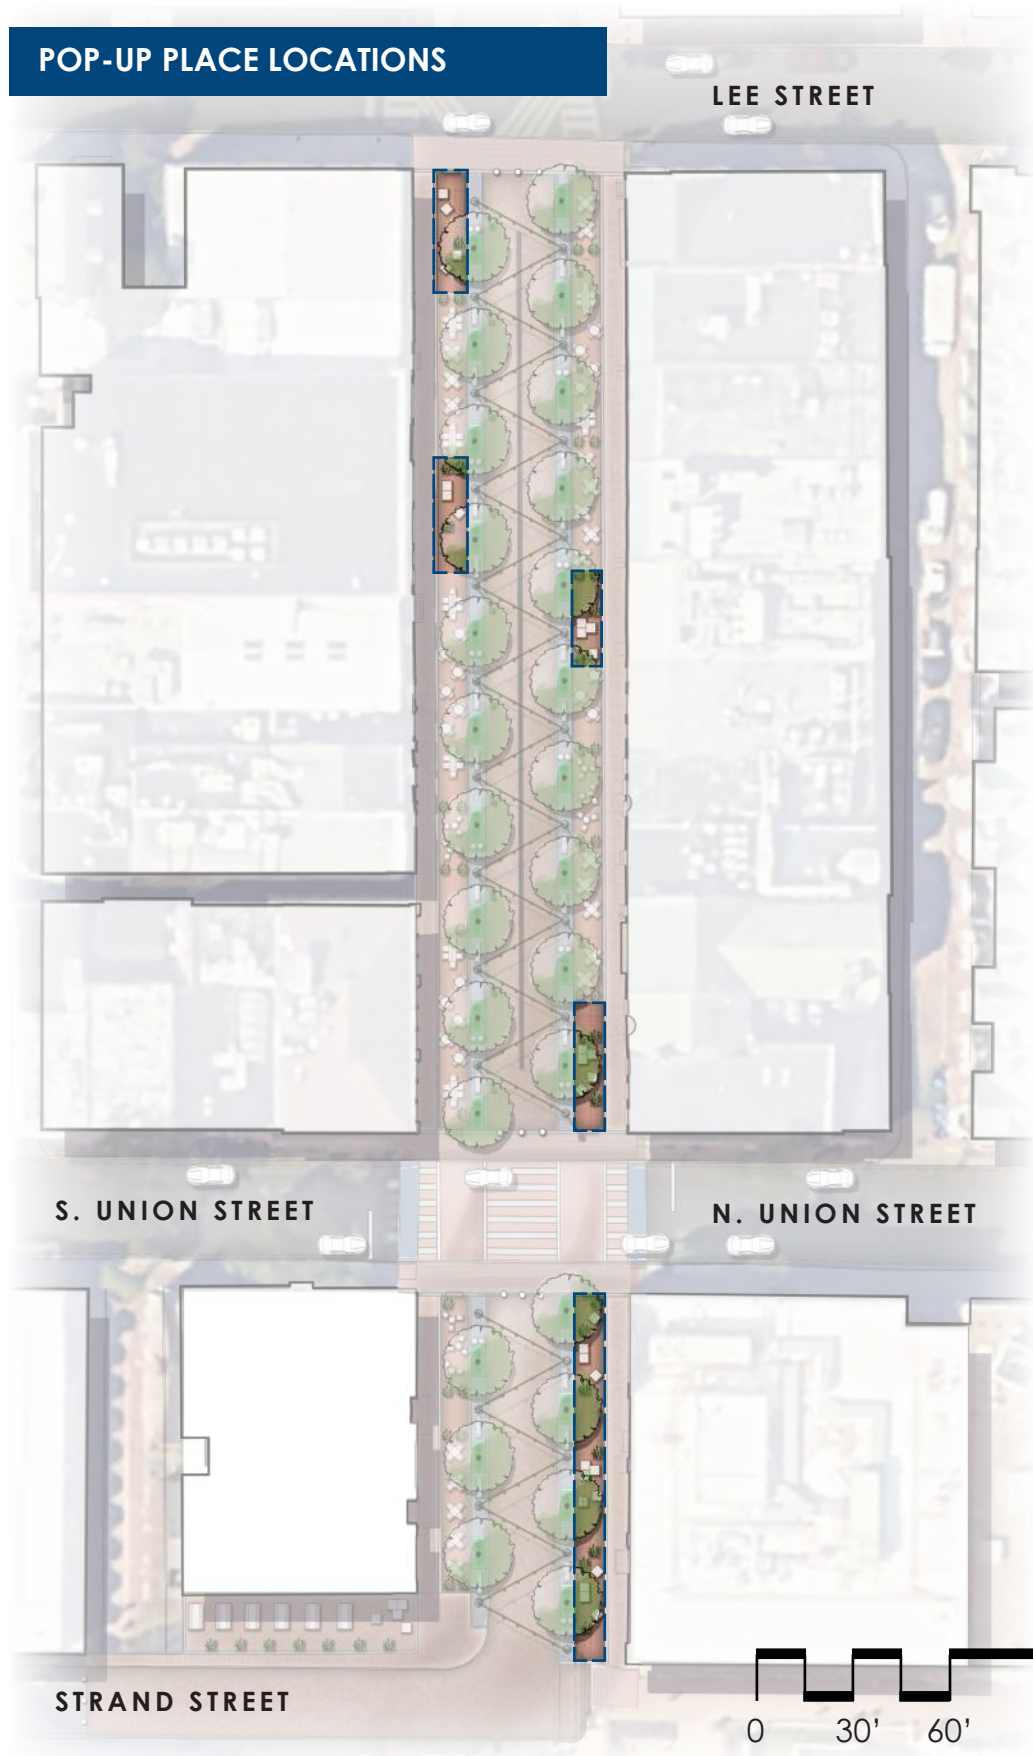 POP-UP PLACE LOCATIONS
LEE STREET
S. UNION STREET
N. UNION STREET
STRAND STREET
0 30' 60'